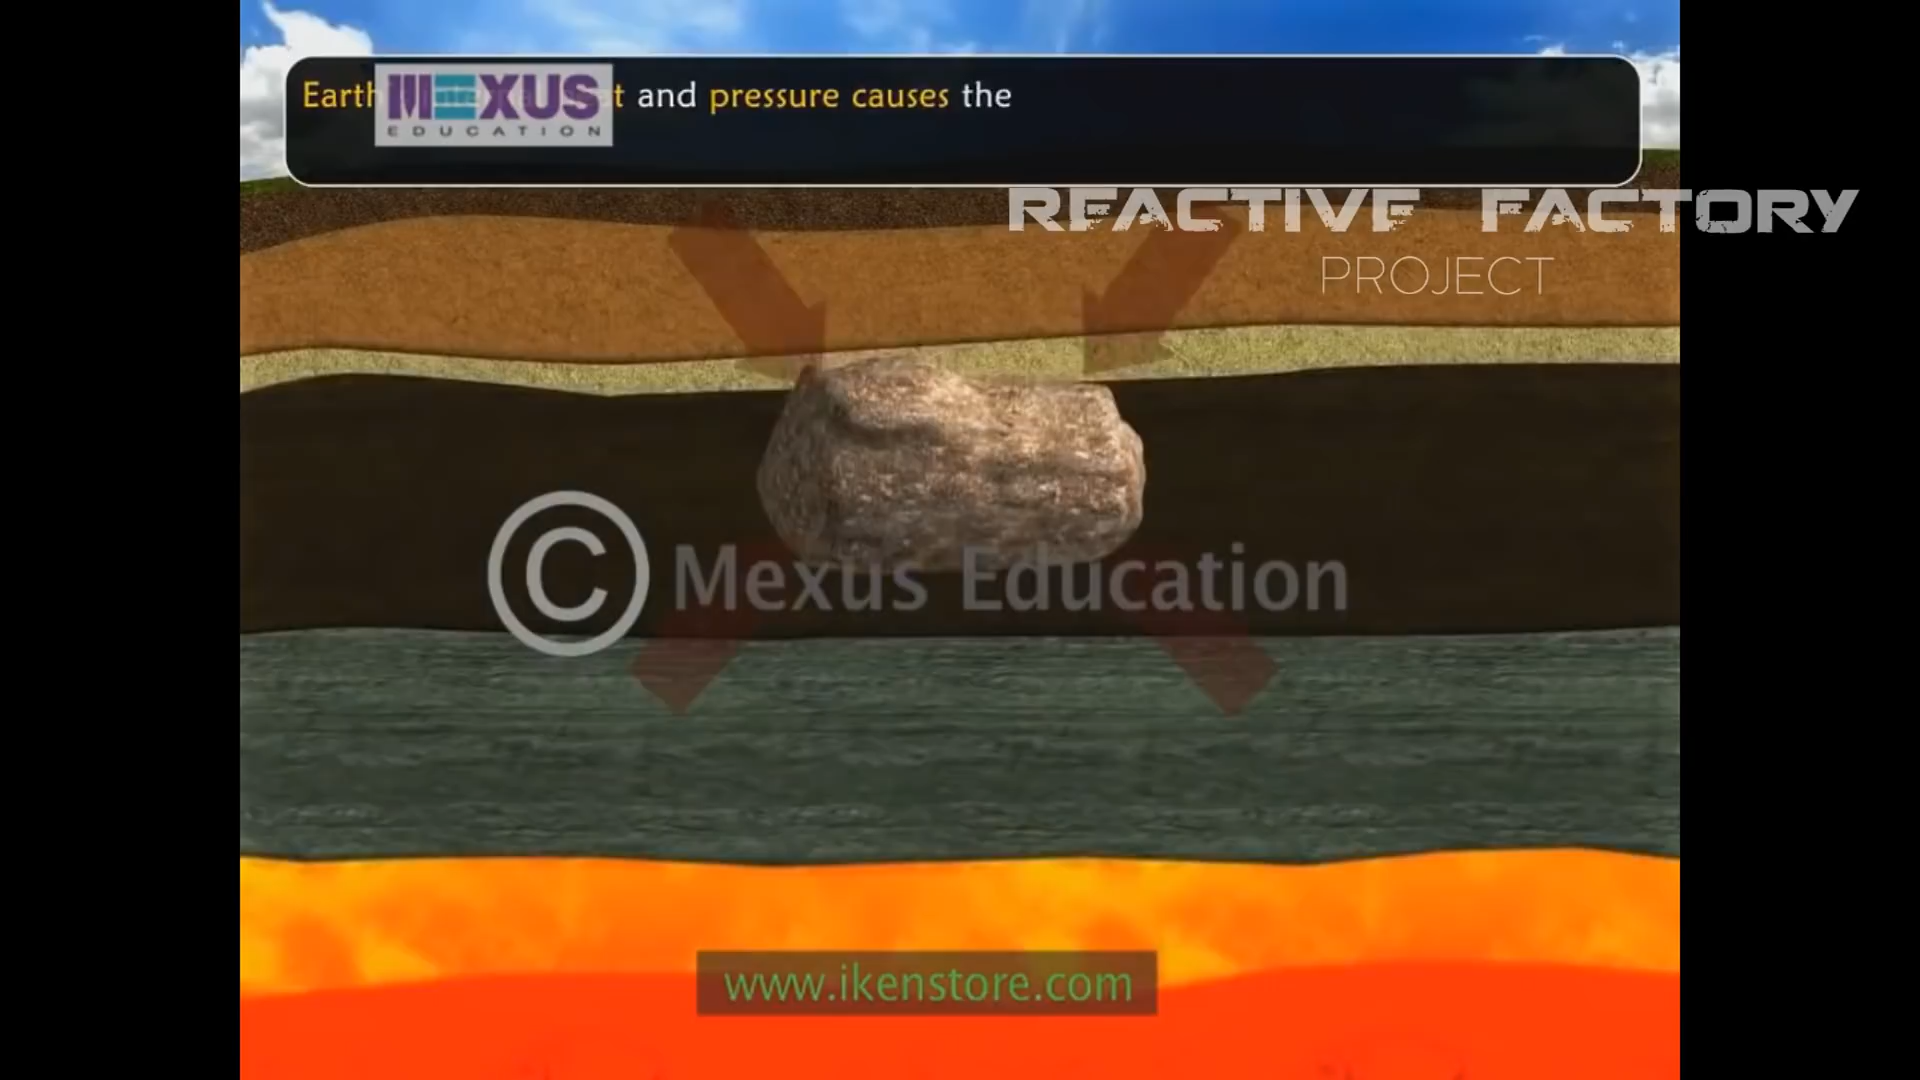 Earth t and pressure causes the
MEXUS
EDUCATION
REACTIVE FACTORY
PROJECT
© Mexus Education
www.ikenstore.com